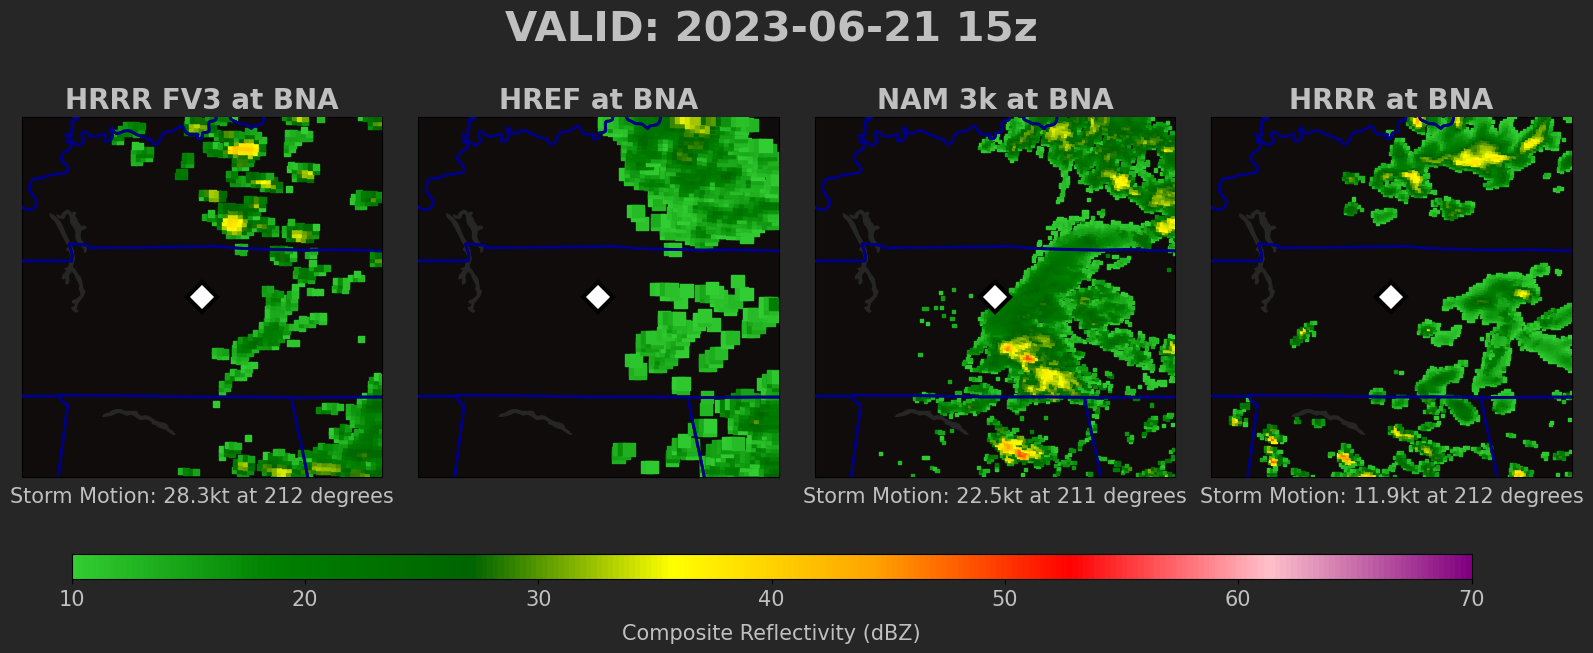 VALID: 2023-06-21 15z
HRRR FV3 at BNA
HREF at BNA
NAM 3k at BNA
HRRR at BNA
Storm Motion: 28.3kt at 212 degrees
Storm Motion: 22.5kt at 211 degrees
Storm Motion: 11.9kt at 212 degrees
10 20 30 40 50 60 70
Composite Reflectivity (dBZ)